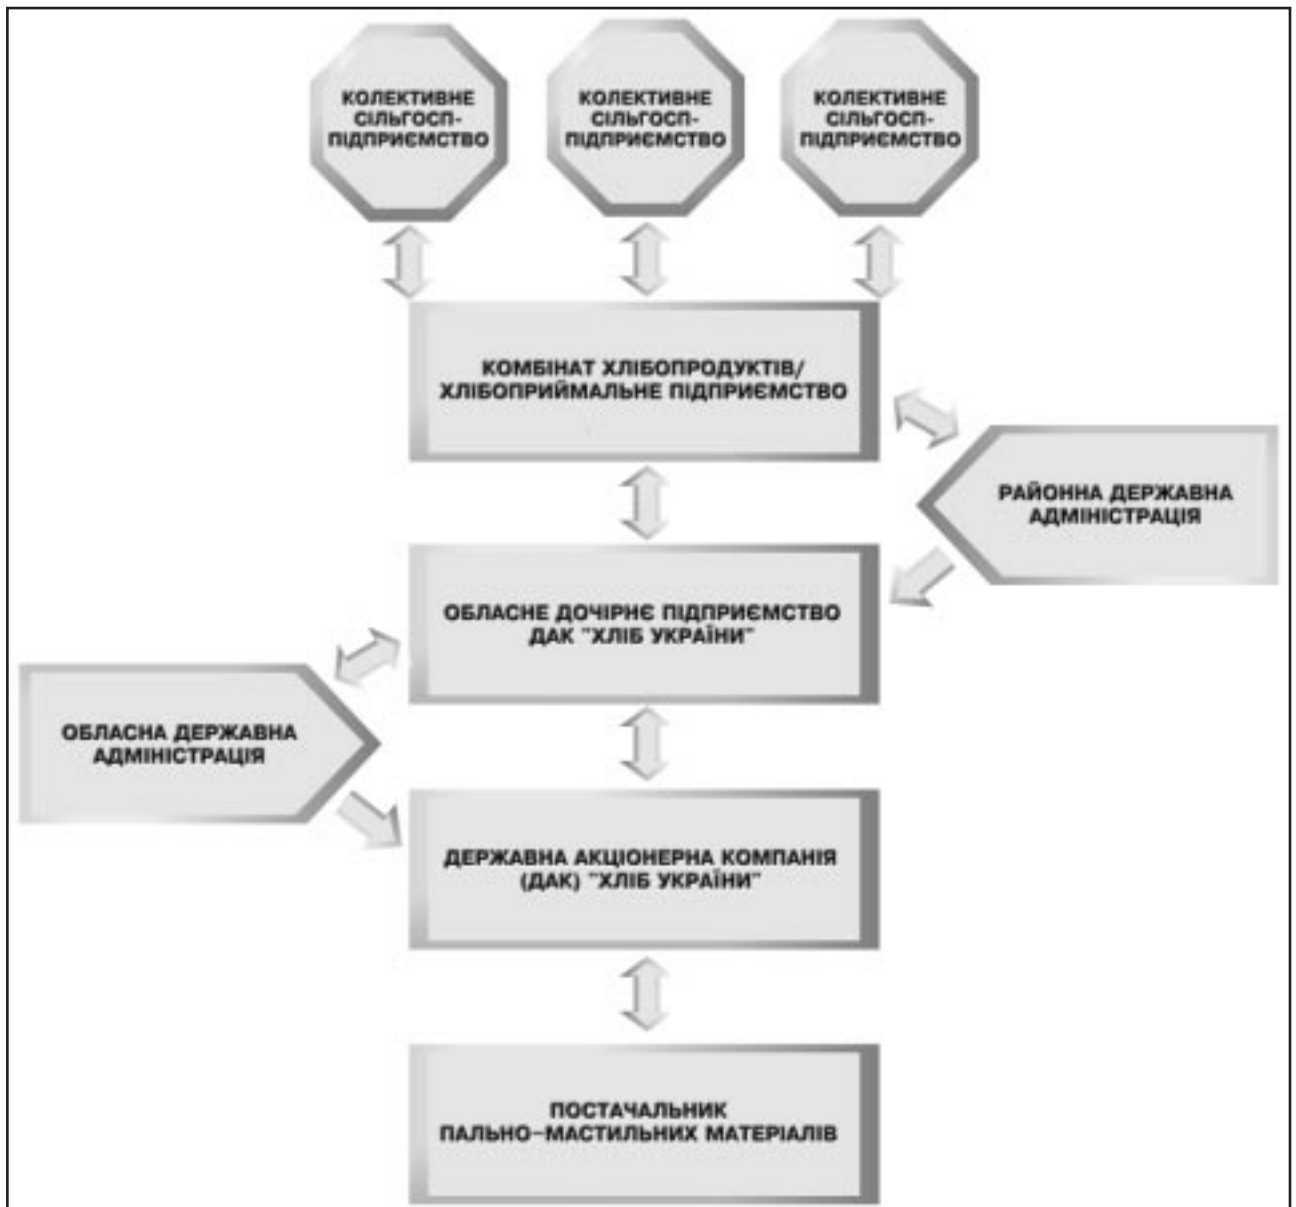 КОЛЕКТИВНЕ
СІЛЬГОСП-
ПІДПРИЄМСТВО
КОЛЕКТИВНЕ
СІЛЬГОСП-
ПІДПРИЄМСТВО
КОЛЕКТИВНЕ
СІЛЬГОСП-
ПІДПРИЄМСТВО
КОМБІНАТ ХЛІБОПРОДУКТІВ/
ХЛІБОПРИЙМАЛЬНЕ ПІДПРИЄМСТВО
РАЙОННА ДЕРЖАВНА
АДМІНІСТРАЦІЯ
ОБЛАСНЕ ДОЧІРНЄ ПІДПРИЄМСТВО
ДАК "ХЛІБ УКРАЇНИ"
ОБЛАСНА ДЕРЖАВНА
АДМІНІСТРАЦІЯ
ДЕРЖАВНА АКЦІОНЕРНА КОМПАНІЯ
(ДАК) "ХЛІБ УКРАЇНИ"
ПОСТАЧАЛЬНИК
ПАЛЬНО–МАСТИЛЬНИХ МАТЕРІАЛІВ